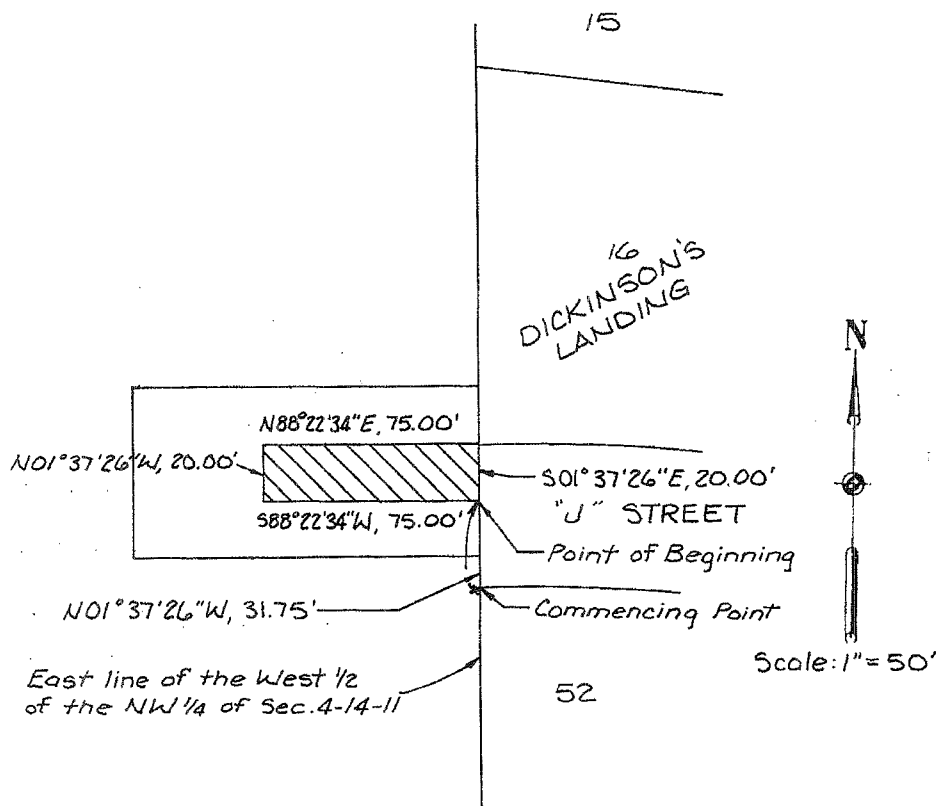 15
16
DICKINSON'S
LANDING
N
N88°22'34"E, 75.00'
N01°37'26"W, 20.00'
S01°37'26"E, 20.00'
S88°22'34"W, 75.00'
"J" STREET
Point of Beginning
N01°37'26"W, 31.75'
Commencing Point
Scale: 1" = 50'
East line of the West 1/2
of the NW 1/4 of Sec. 4-14-11
52